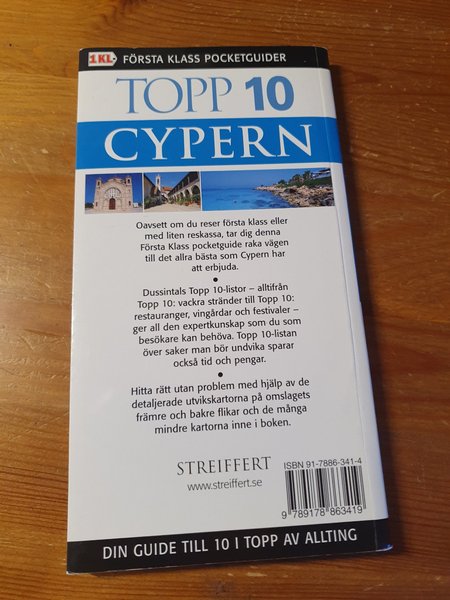 1KL FÖRSTA KLASS POCKETGUIDER
TOPP 10
CYPERN
Oavsett om du reser första klass eller
med liten reskassa, tar dig denna
Första Klass pocketguide raka vägen
till det allra bästa som Cypern har
att erbjuda.
•
Dussintals Topp 10-listor – alltifrån
Topp 10: vackra stränder till Topp 10:
restauranger, vingårdar och festivaler –
ger all den expertkunskap som du som
besökare kan behöva. Topp 10-listan
över saker man bör undvika sparar
också tid och pengar.
•
Hitta rätt utan problem med hjälp av de
detaljerade utvikskartorna på omslagets
främre och bakre flikar och de många
mindre kartorna inne i boken.
STREIFFERT
www.streiffert.se
ISBN 91-7886-341-4
9 789178 863419
DIN GUIDE TILL 10 I TOPP AV ALLTING